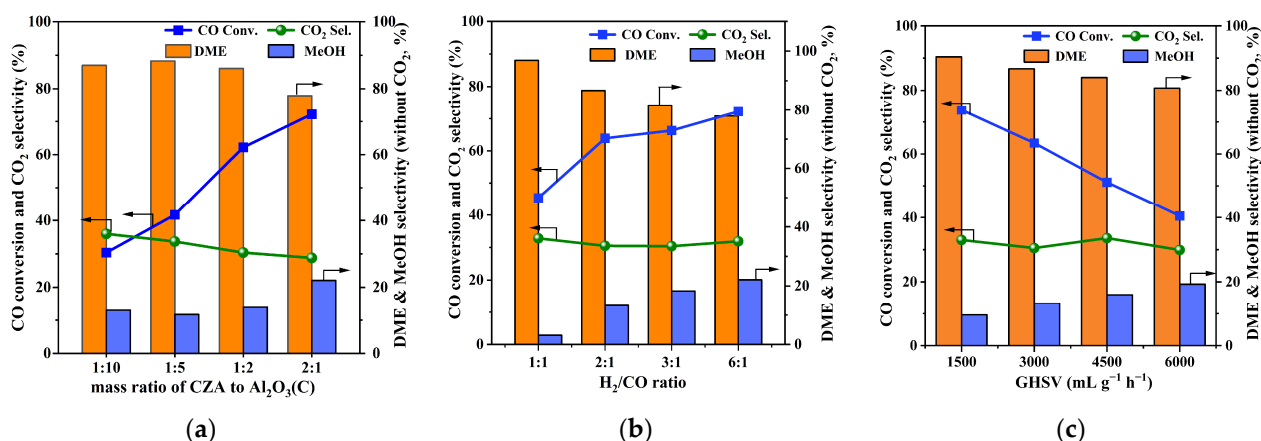 CO conversion and CO₂ selectivity (%)
100
80
60
40
20
0
CO Conv.
CO₂ Sel.
DME
MeOH
100
80
60
40
20
0
DME & MeOH selectivity (without CO₂, %)
1:10 1:5 1:2 2:1
mass ratio of CZA to Al₂O₃(C)
(a)
CO conversion and CO₂ selectivity (%)
100
80
60
40
20
0
CO Conv.
CO₂ Sel.
DME
MeOH
100
80
60
40
20
0
DME & MeOH selectivity (without CO₂, %)
1:1 2:1 3:1 6:1
H₂/CO ratio
(b)
CO conversion and CO₂ selectivity (%)
100
80
60
40
20
0
CO Conv.
CO₂ Sel.
DME
MeOH
100
80
60
40
20
0
DME & MeOH selectivity (without CO₂, %)
1500 3000 4500 6000
GHSV (mL g⁻¹ h⁻¹)
(c)